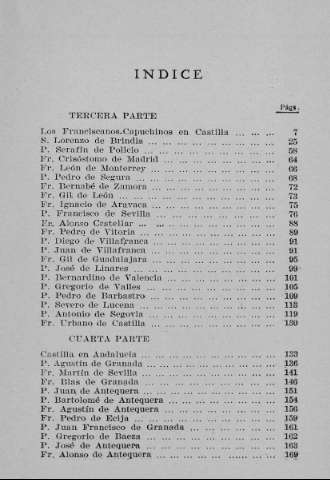 INDICE
Págs.
TERCERA PARTE
Los Franciscanos-Capuchinos en Castilla ... ... ... 7
S. Lorenzo de Brindis ... ... ... ... ... ... ... ... 25
P. Serafín de Policio ... ... ... ... ... ... ... ... 58
Fr. Crisóstomo de Madrid ... ... ... ... ... ... ... 64
Fr. León de Monterrey ... ... ... ... ... ... ... ... 66
P. Pedro de Segura ... ... ... ... ... ... ... ... 68
Fr. Bernabé de Zamora ... ... ... ... ... ... ... ... 72
Fr. Gil de León ... ... ... ... ... ... ... ... ... 73
Fr. Ignacio de Aravaca ... ... ... ... ... ... ... 75
P. Francisco de Sevilla ... ... ... ... ... ... ... 76
Fr. Alonso Castellar ... ... ... ... ... ... ... ... 88
Fr. Pedro de Vitoria ... ... ... ... ... ... ... ... 89
P. Diego de Villafranca ... ... ... ... ... ... ... 91
P. Juan de Villafranca ... ... ... ... ... ... ... 91
Fr. Gil de Guadalajara ... ... ... ... ... ... ... 95
P. José de Linares ... ... ... ... ... ... ... ... 99
P. Bernardino de Valencia ... ... ... ... ... ... ... 101
P. Gregorio de Valles ... ... ... ... ... ... ... ... 105
P. Pedro de Barbastro ... ... ... ... ... ... ... ... 109
P. Severo de Lucena ... ... ... ... ... ... ... ... 113
P. Antonio de Segovia ... ... ... ... ... ... ... ... 119
Fr. Urbano de Castilla ... ... ... ... ... ... ... 130
CUARTA PARTE
Castilla en Andalucía ... ... ... ... ... ... ... ... 133
P. Agustín de Granada ... ... ... ... ... ... ... ... 136
Fr. Martín de Sevilla ... ... ... ... ... ... ... ... 141
Fr. Blas de Granada ... ... ... ... ... ... ... ... 146
P. Juan de Antequera ... ... ... ... ... ... ... ... 151
P. Bartolomé de Antequera ... ... ... ... ... ... ... 154
Fr. Agustín de Antequera ... ... ... ... ... ... ... 156
Fr. Pedro de Ecija ... ... ... ... ... ... ... ... 159
P. Juan Francisco de Granada ... ... ... ... ... ... 161
P. Gregorio de Baeza ... ... ... ... ... ... ... ... 162
P. José de Antequera ... ... ... ... ... ... ... ... 163
Fr. Alonso de Antequera ... ... ... ... ... ... ... 169